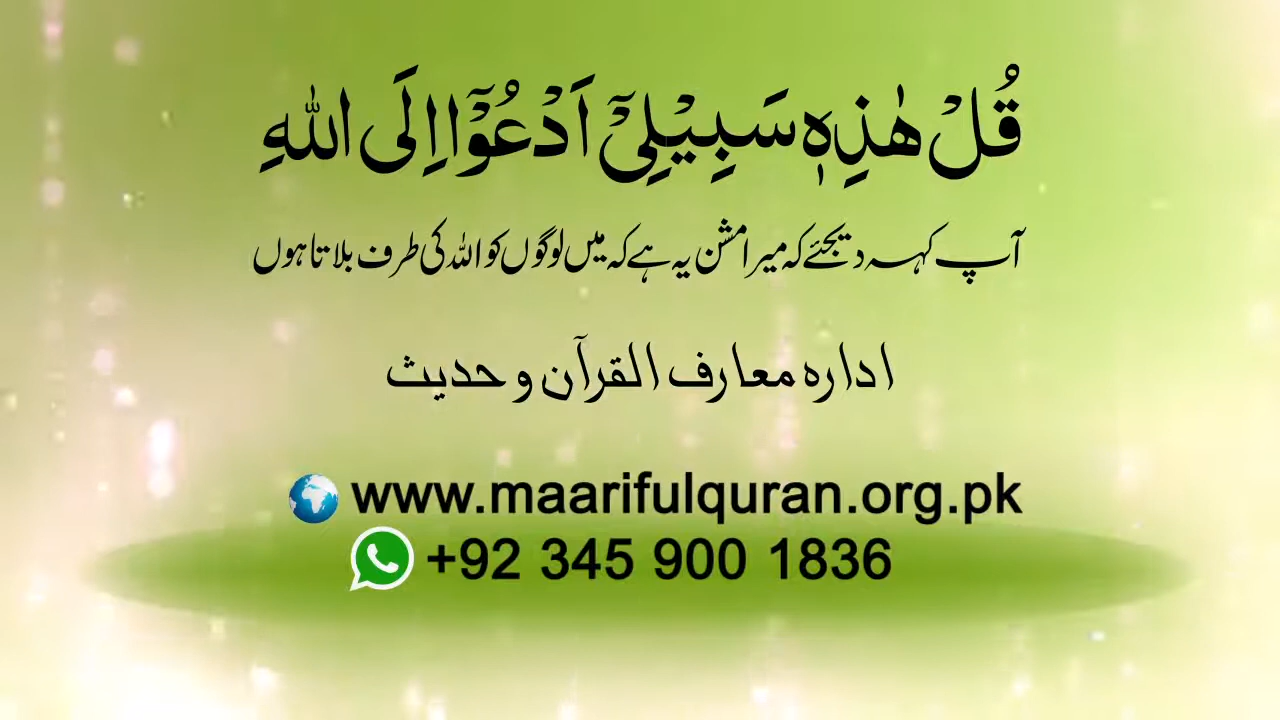 قُلْ هٰذِهٖ سَبِيْلِيْٓ اَدْعُوْٓا اِلَى اللهِ
آپ کہہ دیجئے کہ میرا مشن یہ ہے کہ میں لوگوں کو اللہ کی طرف بلاتا ہوں
ادارہ معارف القرآن و حدیث
www.maarifulquran.org.pk
+92 345 900 1836